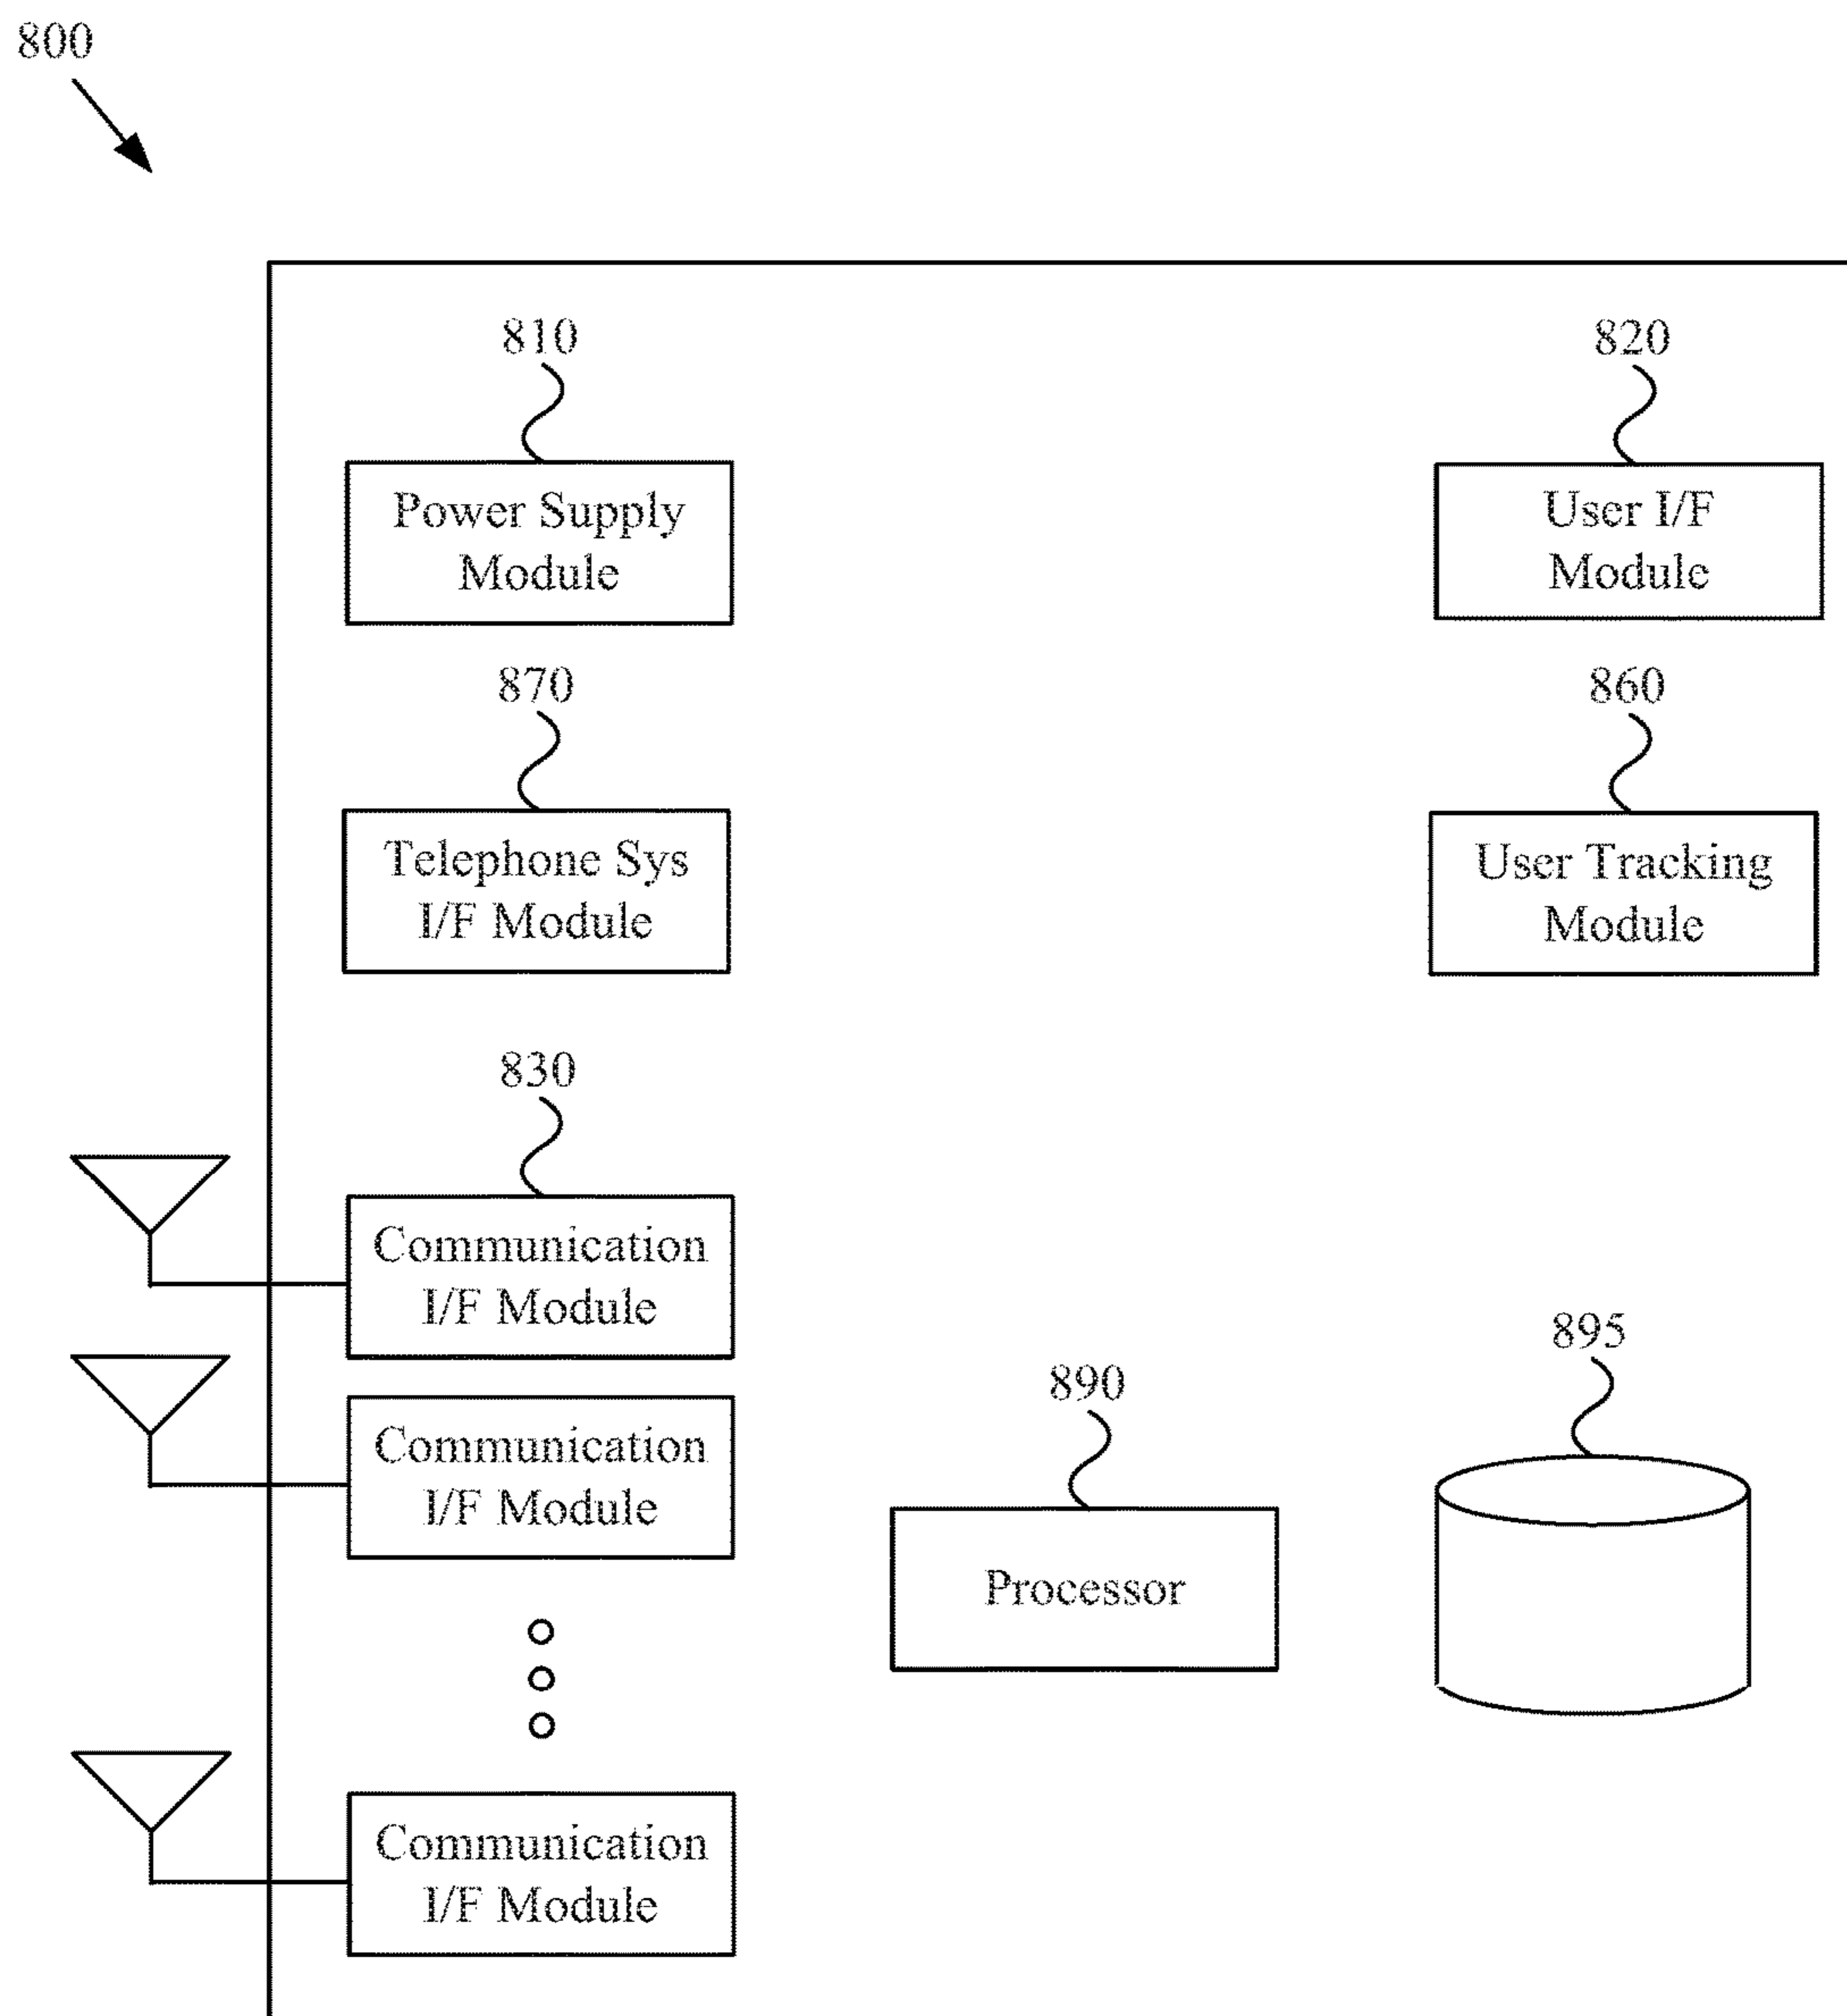 800
810
Power Supply
Module
820
User I/F
Module
870
Telephone Sys
I/F Module
860
User Tracking
Module
830
Communication
I/F Module
Communication
I/F Module
890
Processor
895
Communication
I/F Module